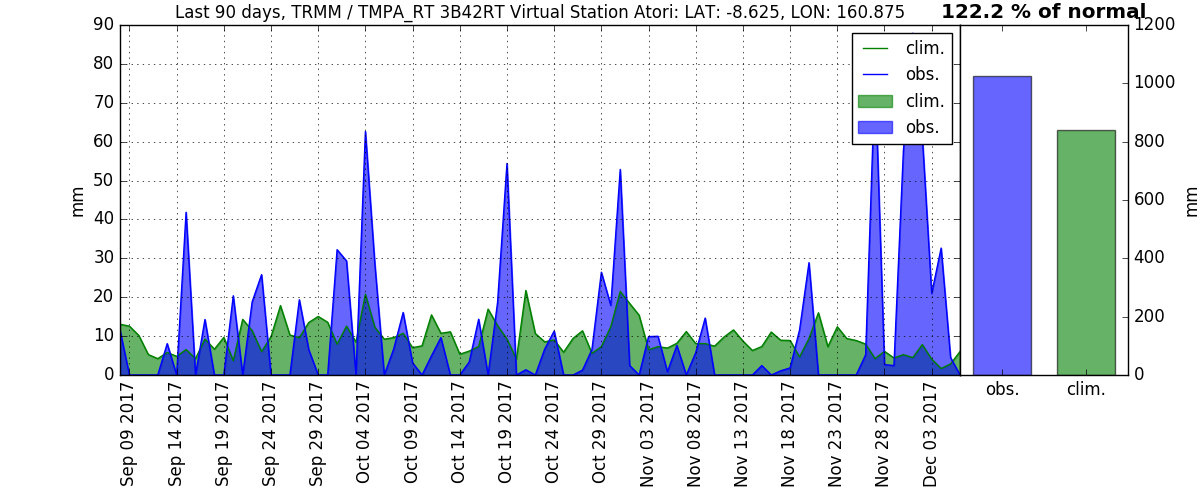 Last 90 days, TRMM / TMPA_RT 3B42RT Virtual Station Atori: LAT: -8.625, LON: 160.875
122.2 % of normal
90
80
70
60
50
40
30
20
10
0
mm
clim.
obs.
clim.
obs.
1200
1000
800
600
400
200
0
mm
obs.
clim.
Sep 09 2017
Sep 14 2017
Sep 19 2017
Sep 24 2017
Sep 29 2017
Oct 04 2017
Oct 09 2017
Oct 14 2017
Oct 19 2017
Oct 24 2017
Oct 29 2017
Nov 03 2017
Nov 08 2017
Nov 13 2017
Nov 18 2017
Nov 23 2017
Nov 28 2017
Dec 03 2017